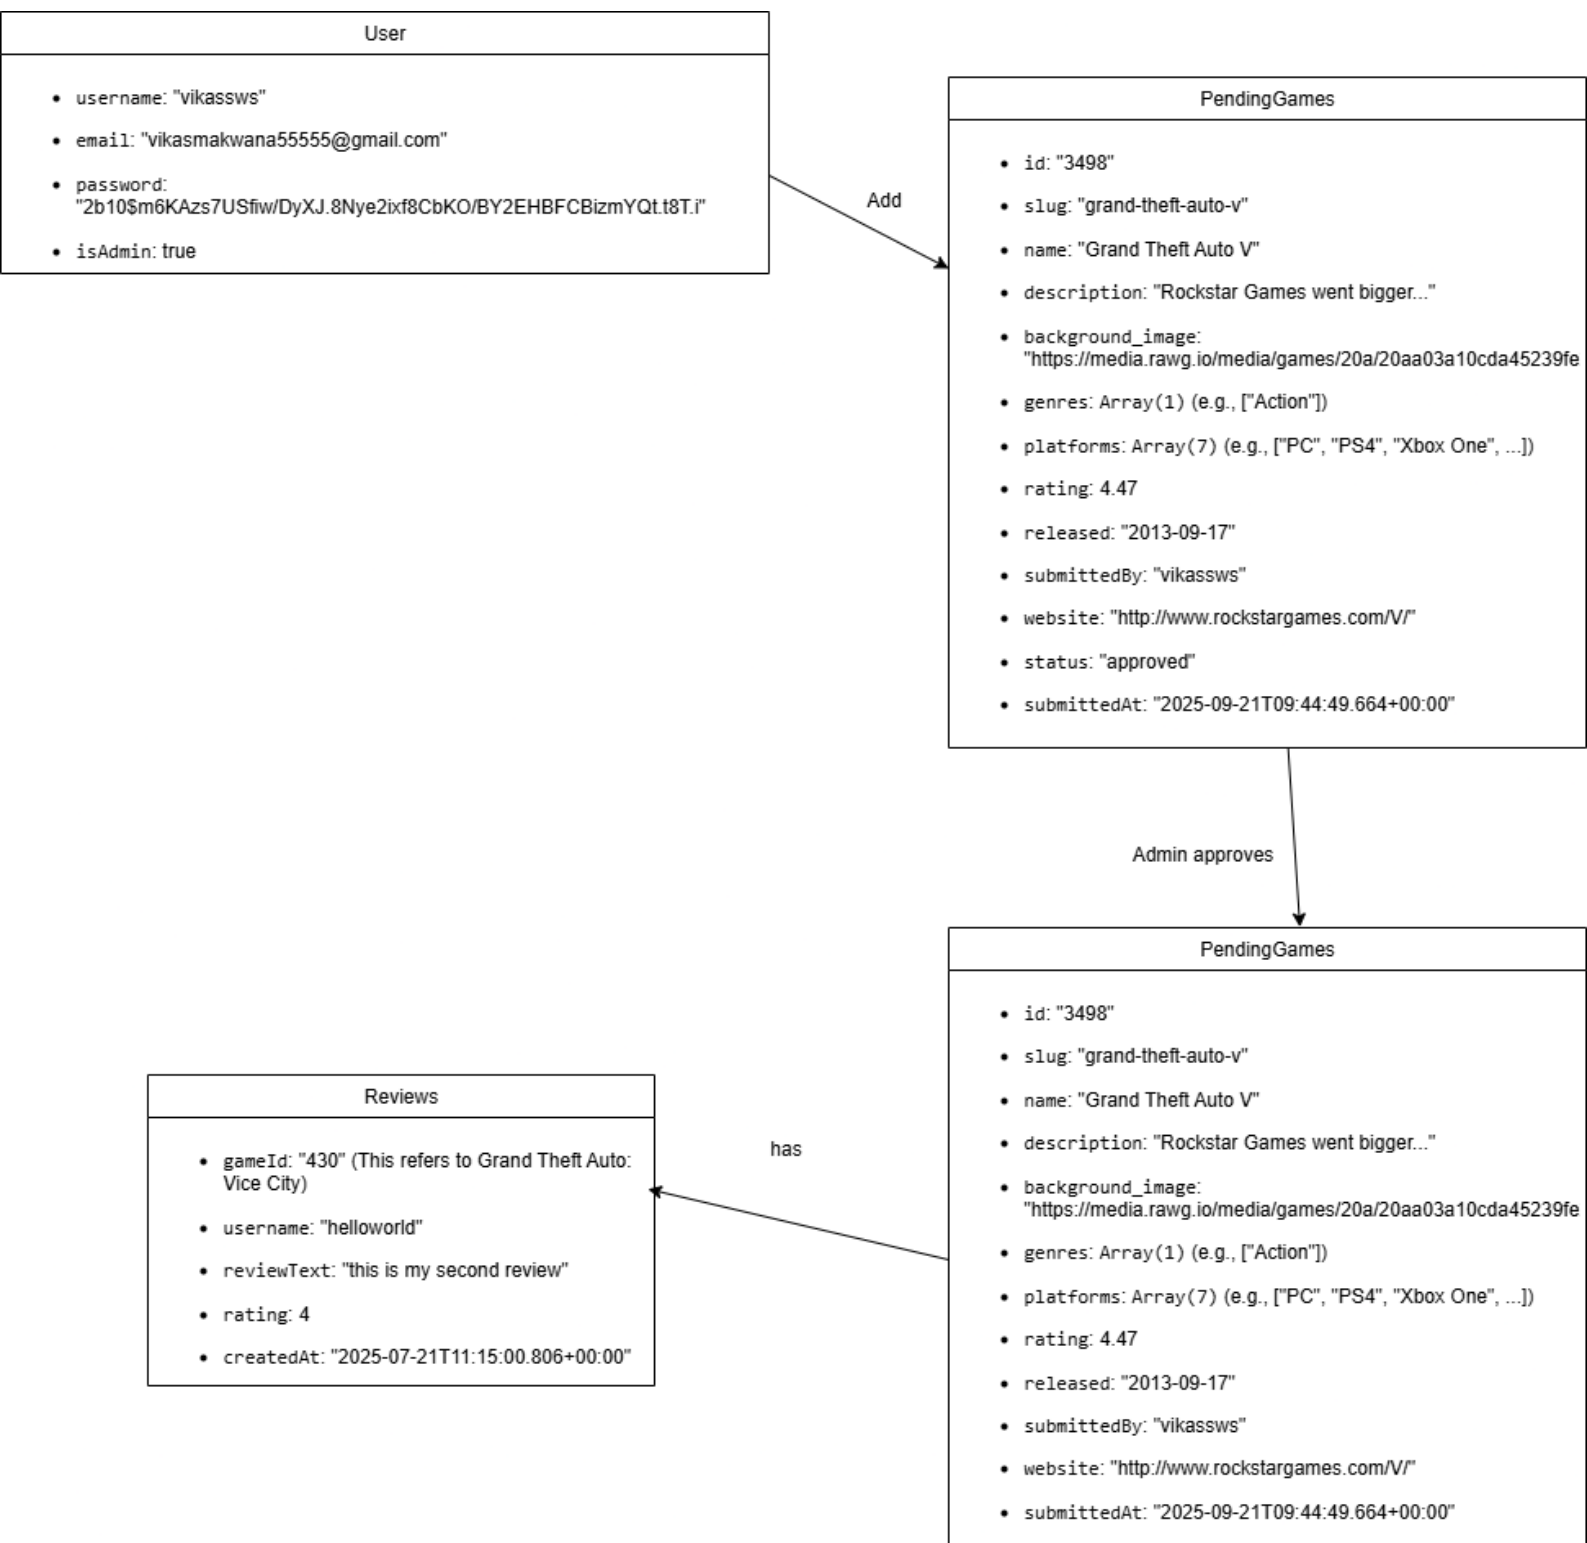 User
username: "vikassws"
email: "vikasmakwana55555@gmail.com"
password:
"2b10$m6KAzs7USfiw/DyXJ.8Nye2ixf8CbKO/BY2EHBFCBizmYQt.t8T.i"
isAdmin: true
Add
PendingGames
id: "3498"
slug: "grand-theft-auto-v"
name: "Grand Theft Auto V"
description: "Rockstar Games went bigger..."
background_image:
"https://media.rawg.io/media/games/20a/20aa03a10cda45239fe
genres: Array(1) (e.g., ["Action"])
platforms: Array(7) (e.g., ["PC", "PS4", "Xbox One", ...])
rating: 4.47
released: "2013-09-17"
submittedBy: "vikassws"
website: "http://www.rockstargames.com/V/"
status: "approved"
submittedAt: "2025-09-21T09:44:49.664+00:00"
Admin approves
PendingGames
id: "3498"
slug: "grand-theft-auto-v"
name: "Grand Theft Auto V"
description: "Rockstar Games went bigger..."
background_image:
"https://media.rawg.io/media/games/20a/20aa03a10cda45239fe
genres: Array(1) (e.g., ["Action"])
platforms: Array(7) (e.g., ["PC", "PS4", "Xbox One", ...])
rating: 4.47
released: "2013-09-17"
submittedBy: "vikassws"
website: "http://www.rockstargames.com/V/"
submittedAt: "2025-09-21T09:44:49.664+00:00"
has
Reviews
gameId: "430" (This refers to Grand Theft Auto:
Vice City)
username: "helloworld"
reviewText: "this is my second review"
rating: 4
createdAt: "2025-07-21T11:15:00.806+00:00"